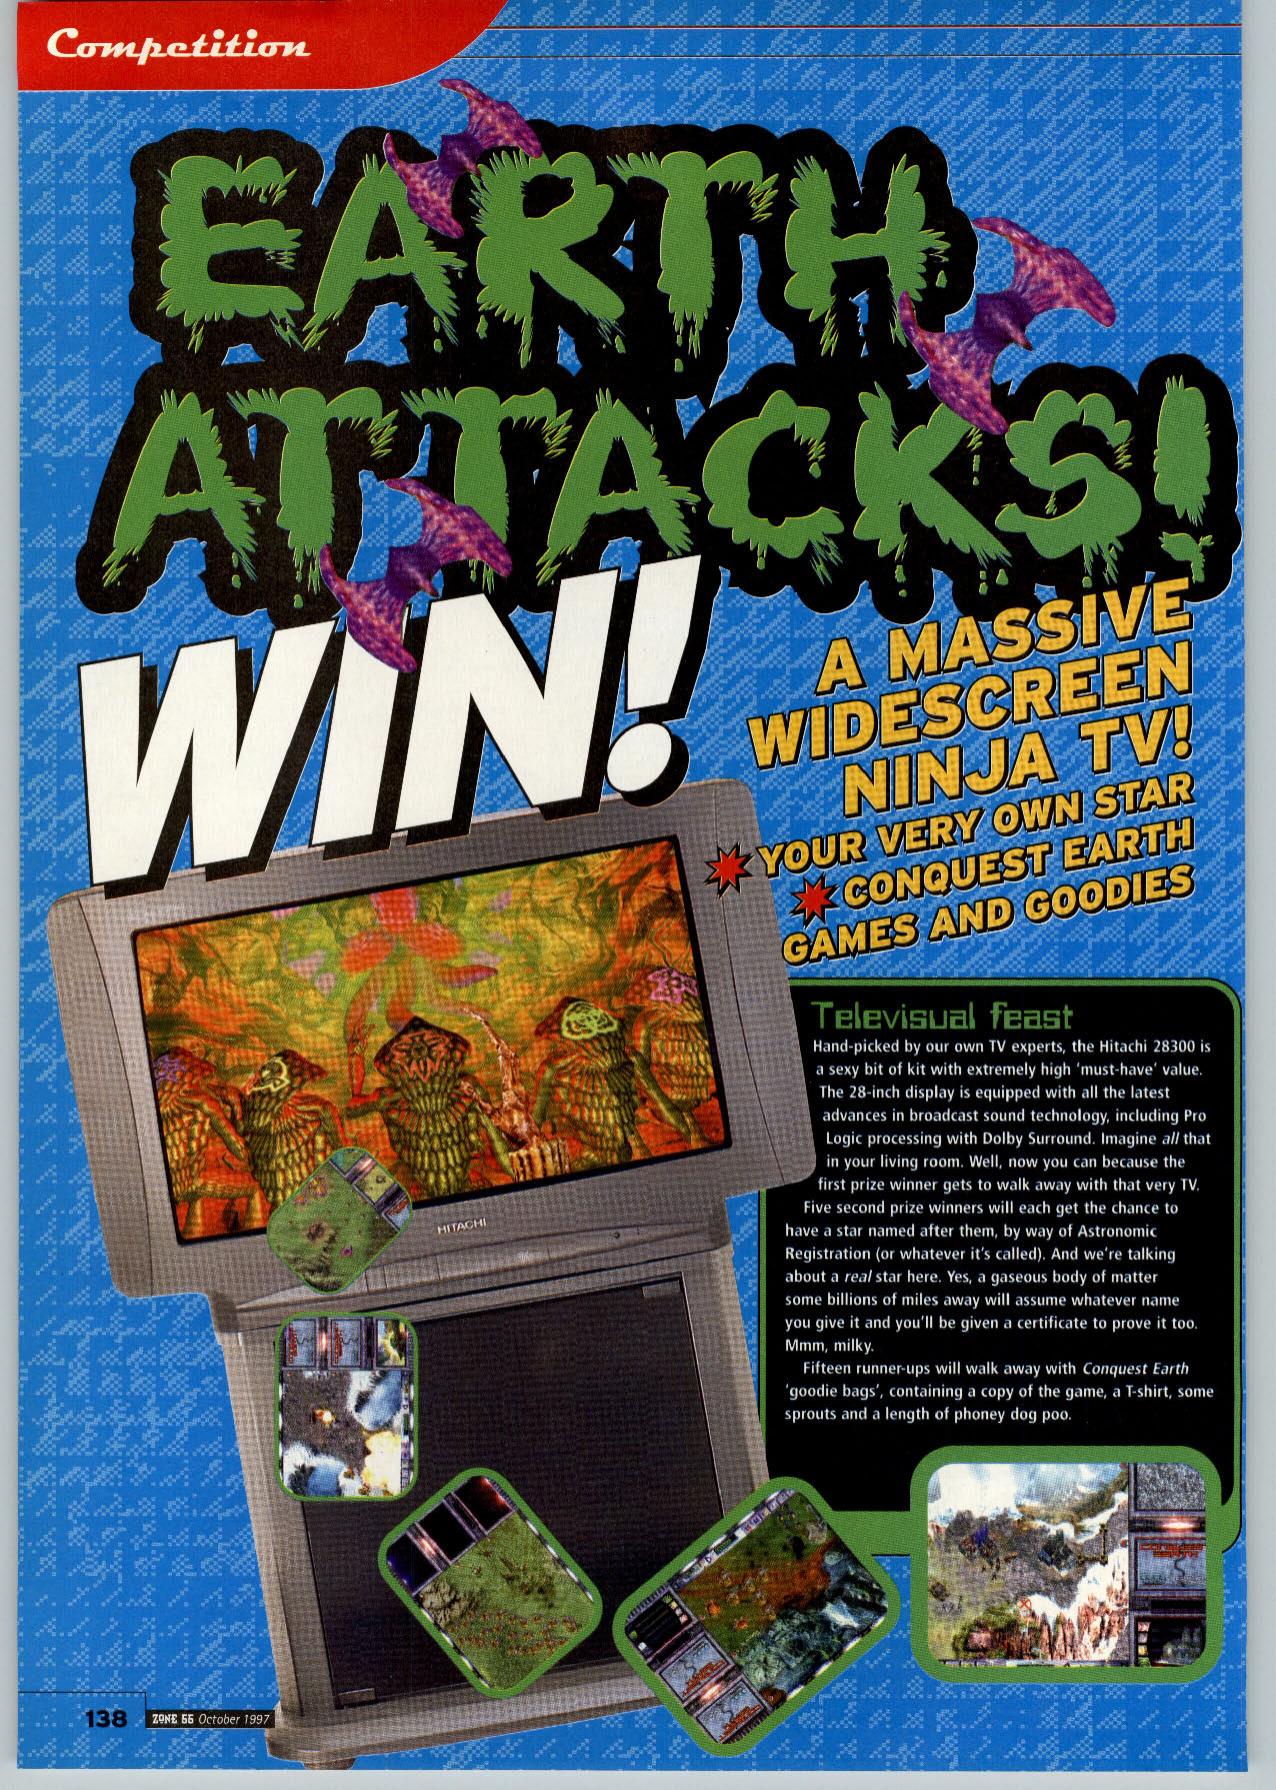 Competition
EARTH
ATTACKS!
WIN!
A MASSIVE
WIDESCREEN
NINJA TV!
YOUR VERY OWN STAR
CONQUEST EARTH
GAMES AND GOODIES
HITACHI
Televisual feast
Hand-picked by our own TV experts, the Hitachi 28300 is
a sexy bit of kit with extremely high 'must-have' value.
The 28-inch display is equipped with all the latest
advances in broadcast sound technology, including Pro
Logic processing with Dolby Surround. Imagine all that
in your living room. Well, now you can because the
first prize winner gets to walk away with that very TV.
Five second prize winners will each get the chance to
have a star named after them, by way of Astronomic
Registration (or whatever it's called). And we're talking
about a real star here. Yes, a gaseous body of matter
some billions of miles away will assume whatever name
you give it and you'll be given a certificate to prove it too.
Mmm, milky.
Fifteen runner-ups will walk away with Conquest Earth
'goodie bags', containing a copy of the game, a T-shirt, some
sprouts and a length of phoney dog poo.
CONQUEST
EARTH
138 ZONE 55 October 1997